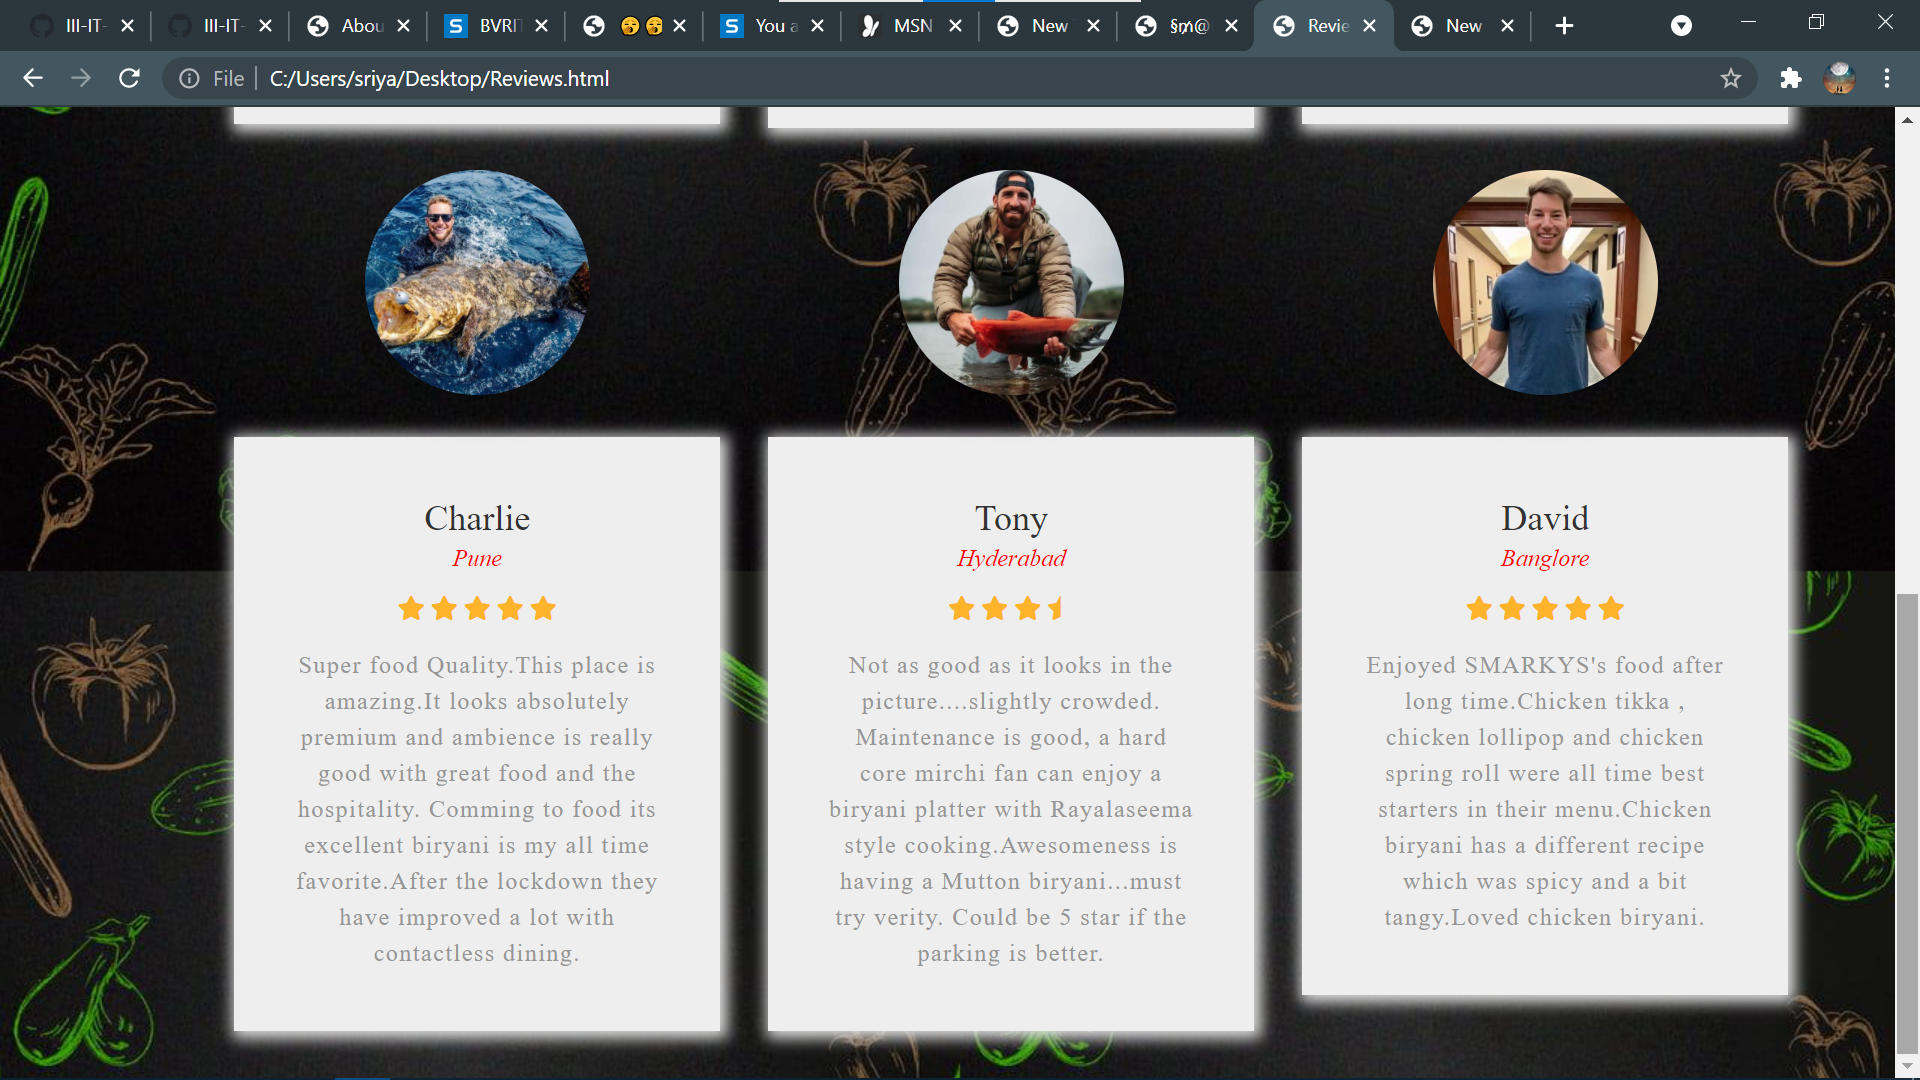 III-IT-
III-IT-
Abou
BVRI
😚😚
You a
MSN
New
§ɱ@
Revie
New
File
C:/Users/sriya/Desktop/Reviews.html
Charlie
Pune
Super food Quality.This place is
amazing.It looks absolutely
premium and ambience is really
good with great food and the
hospitality. Comming to food its
excellent biryani is my all time
favorite.After the lockdown they
have improved a lot with
contactless dining.
Tony
Hyderabad
Not as good as it looks in the
picture....slightly crowded.
Maintenance is good, a hard
core mirchi fan can enjoy a
biryani platter with Rayalaseema
style cooking.Awesomeness is
having a Mutton biryani...must
try verity. Could be 5 star if the
parking is better.
David
Banglore
Enjoyed SMARKYS's food after
long time.Chicken tikka ,
chicken lollipop and chicken
spring roll were all time best
starters in their menu.Chicken
biryani has a different recipe
which was spicy and a bit
tangy.Loved chicken biryani.